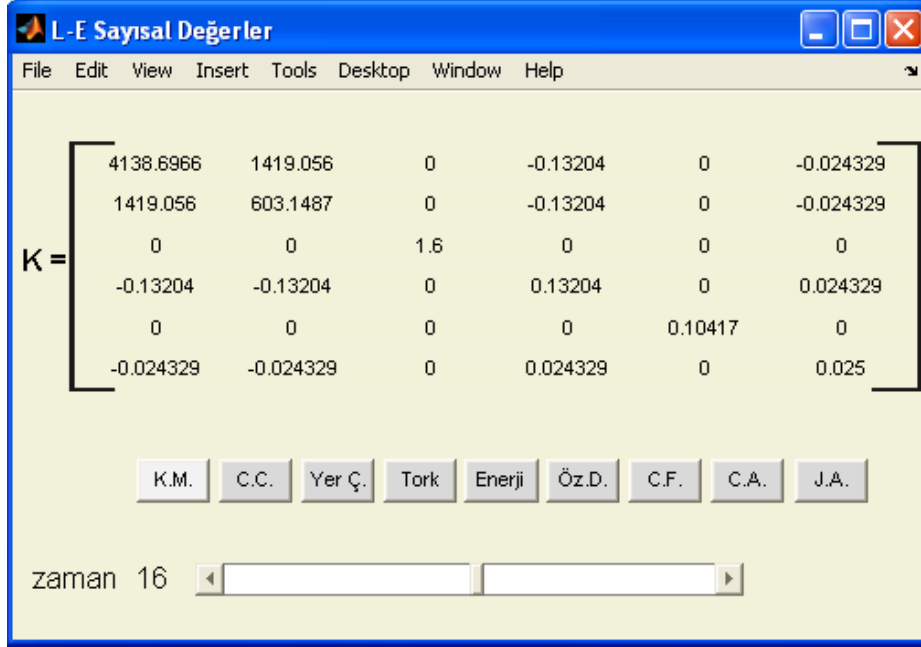 L-E Sayısal Değerler
File Edit View Insert Tools Desktop Window Help
4138.6966 1419.056 0 -0.13204 0 -0.024329
1419.056 603.1487 0 -0.13204 0 -0.024329
K = 0 0 1.6 0 0 0
-0.13204 -0.13204 0 0.13204 0 0.024329
0 0 0 0 0.10417 0
-0.024329 -0.024329 0 0.024329 0 0.025
K.M. C.C. Yer Ç. Tork Enerji Öz.D. C.F. C.A. J.A.
zaman 16